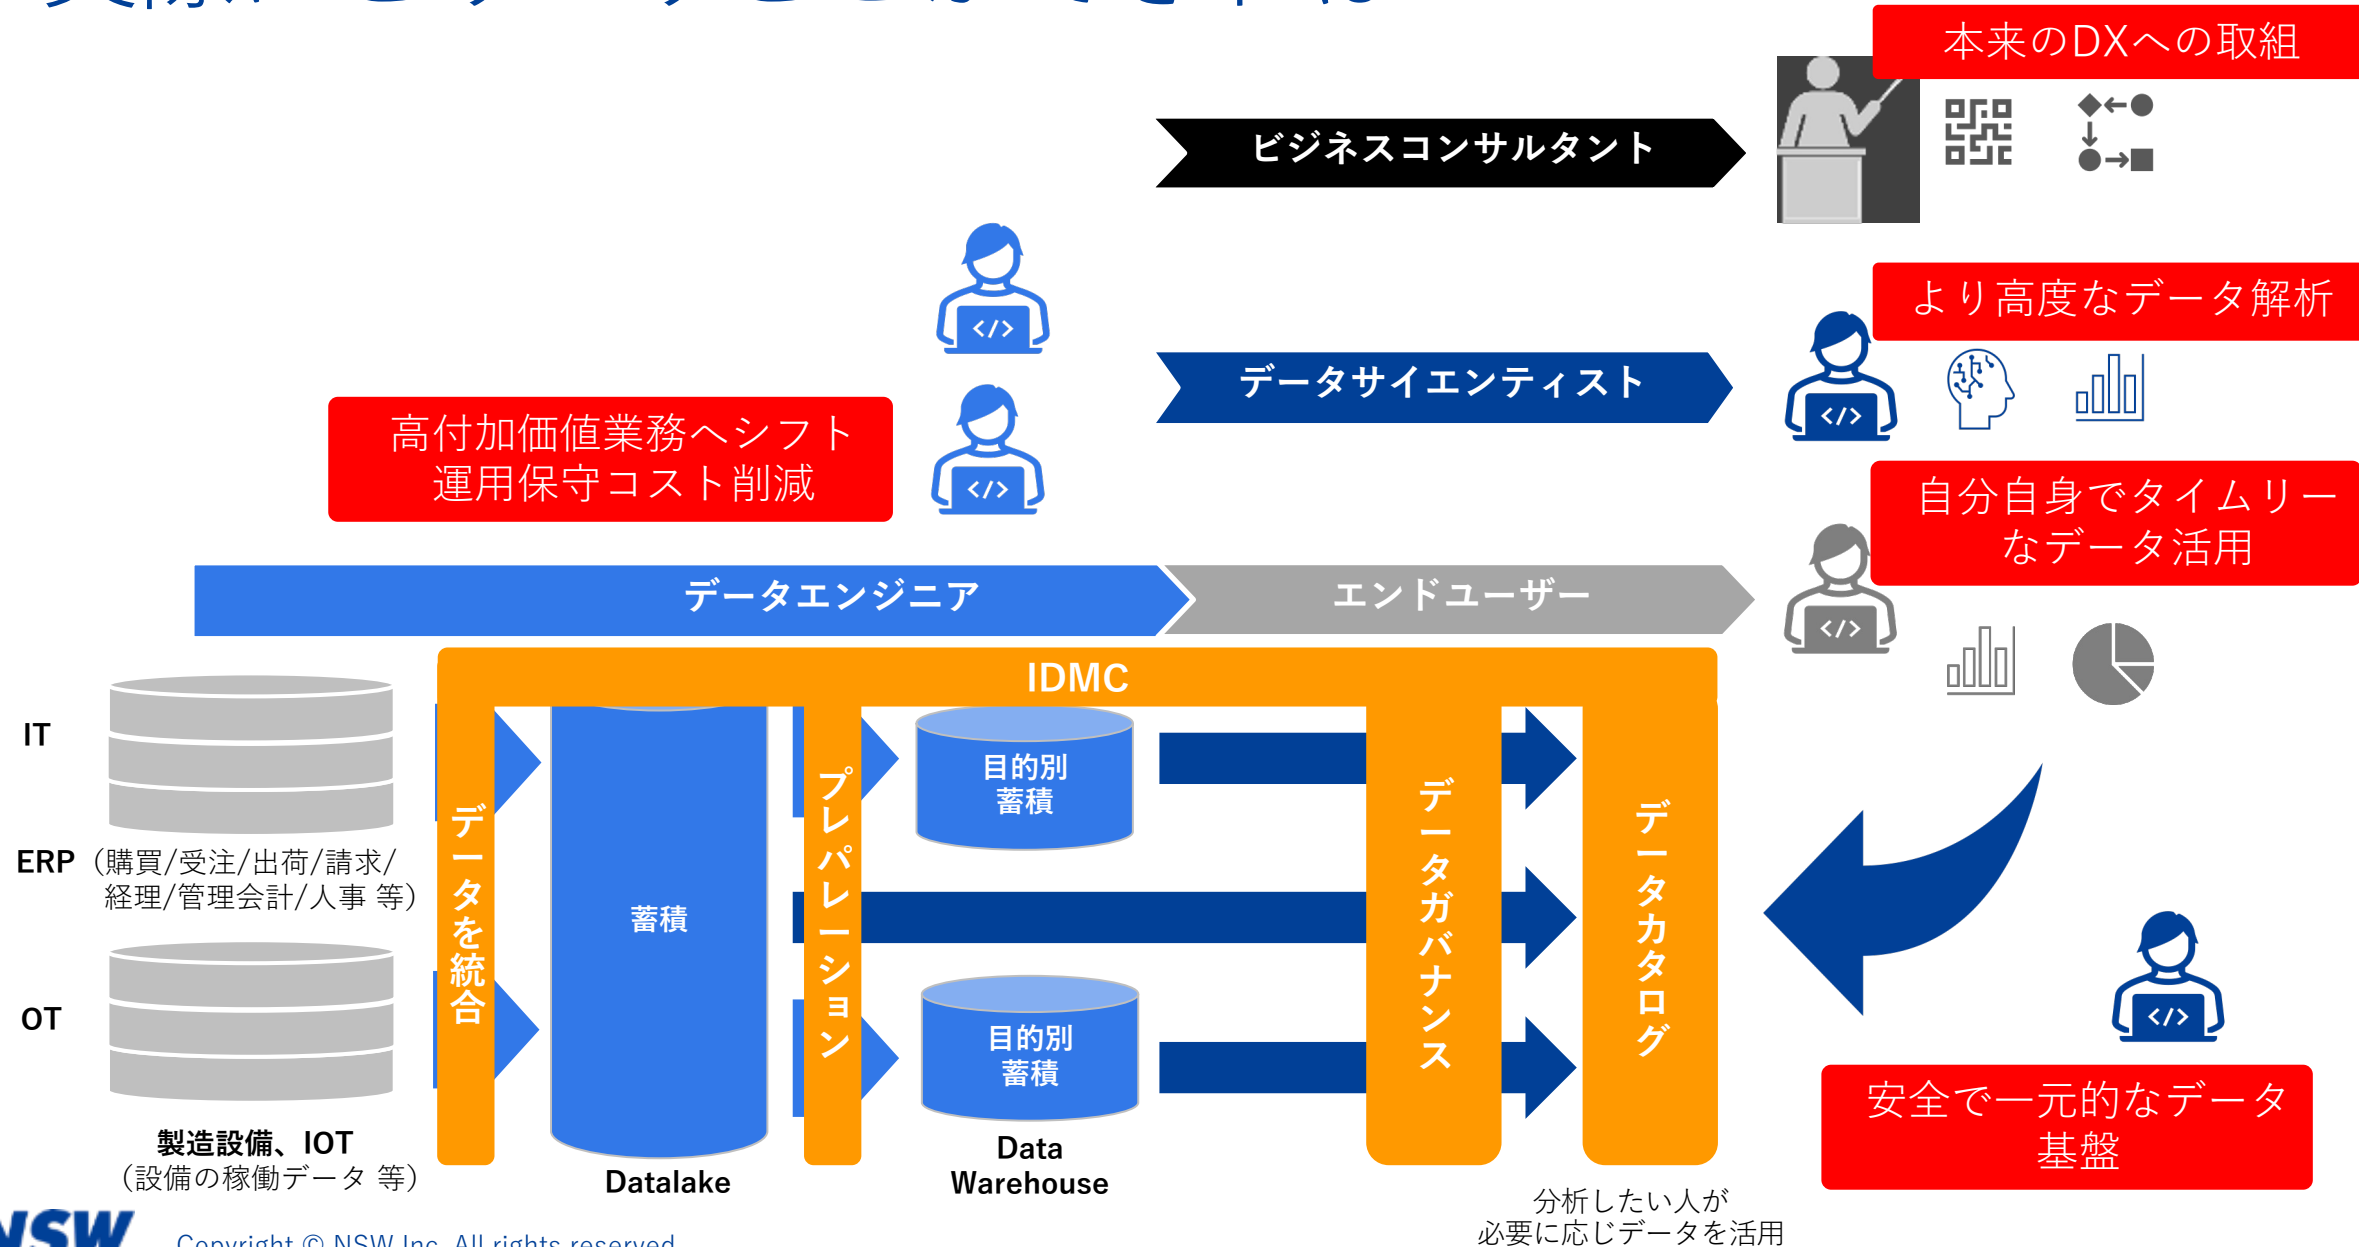 本来のDXへの取組
ビジネスコンサルタント
より高度なデータ解析
データサイエンティスト
高付加価値業務へシフト
運用保守コスト削減
自分自身でタイムリー
なデータ活用
データエンジニア
エンドユーザー
IDMC
IT
ERP（購買/受注/出荷/請求/
経理/管理会計/人事 等）
OT
製造設備、IOT
（設備の稼働データ 等）
データを統合
蓄積
Datalake
プレパレーション
目的別
蓄積
目的別
蓄積
Data
Warehouse
データガバナンス
データカタログ
分析したい人が
必要に応じデータを活用
安全で一元的なデータ
基盤
</>
</>
</>
</>
</>
NSW
Copyright © NSW Inc. All rights reserved